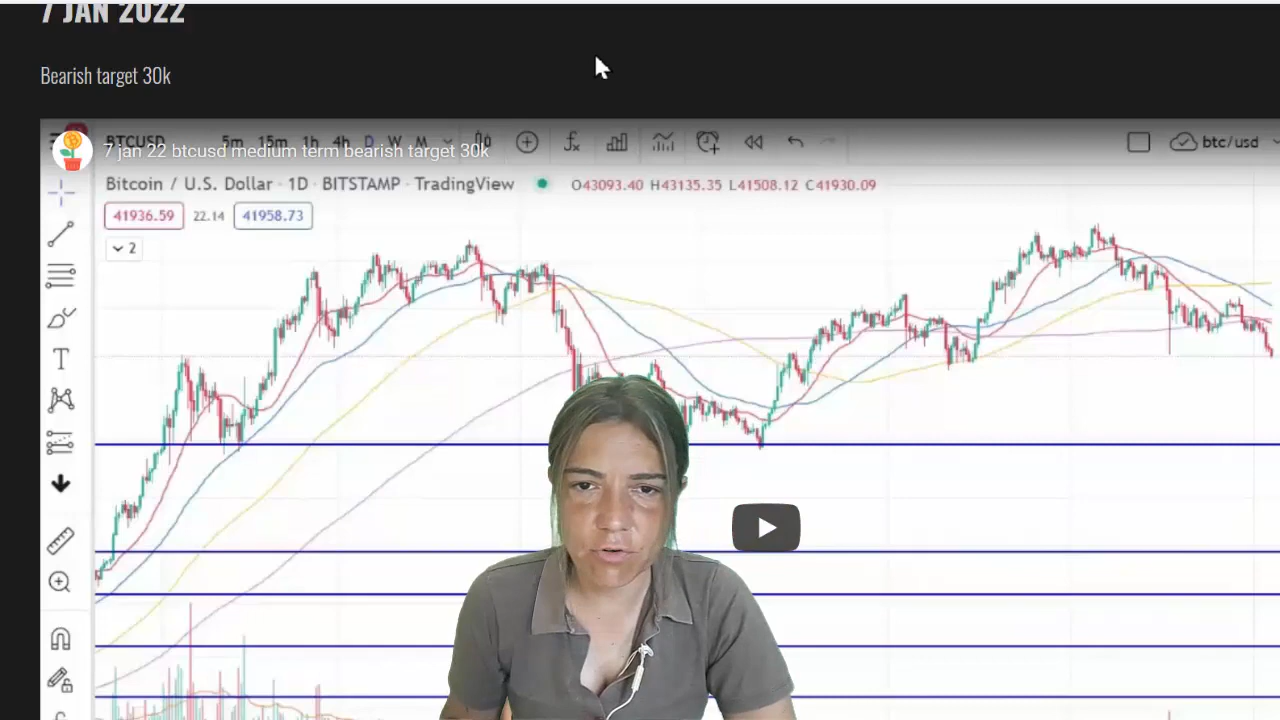 7 JAN 2022
Bearish target 30k
BTCUSD 5m 15m 1h 4h D W M btc/usd
7 jan 22 btcusd medium term bearish target 30k
Bitcoin / U.S. Dollar · 1D · BITSTAMP · TradingView O43093.40 H43135.35 L41508.12 C41930.09
41936.59 22.14 41958.73
2